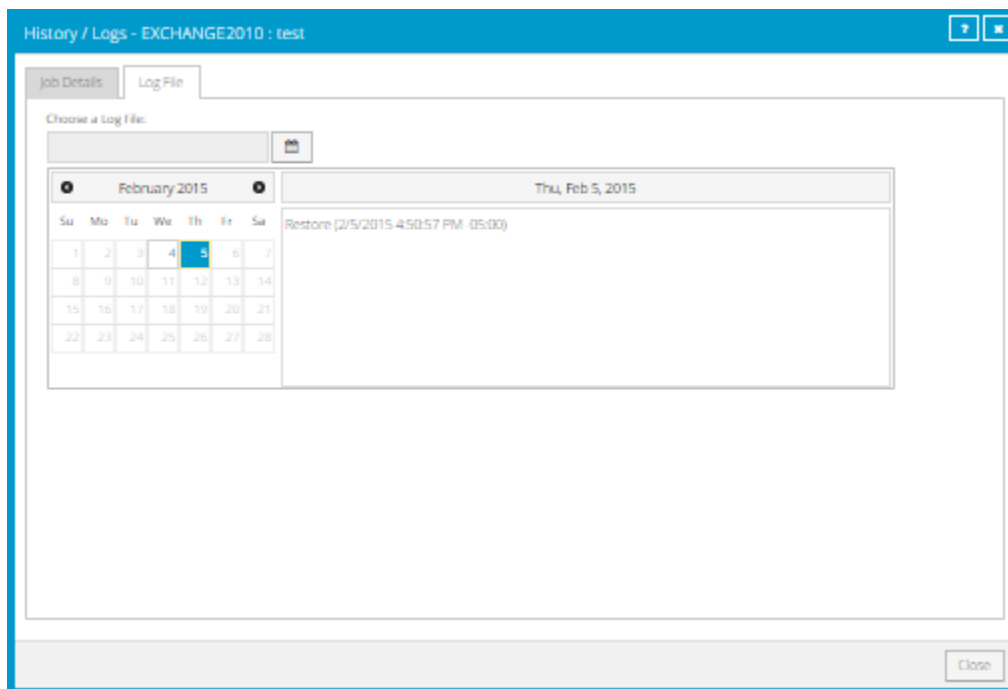 History / Logs - EXCHANGE2010 : test
? x
Job Details Log File
Choose a Log File:
February 2015 Thu, Feb 5, 2015
Su Mo Tu We Th Fr Sa
Restore (2/5/2015 4:50:57 PM -05:00)
1 2 3 4 5 6 7
8 9 10 11 12 13 14
15 16 17 18 19 20 21
22 23 24 25 26 27 28
Close